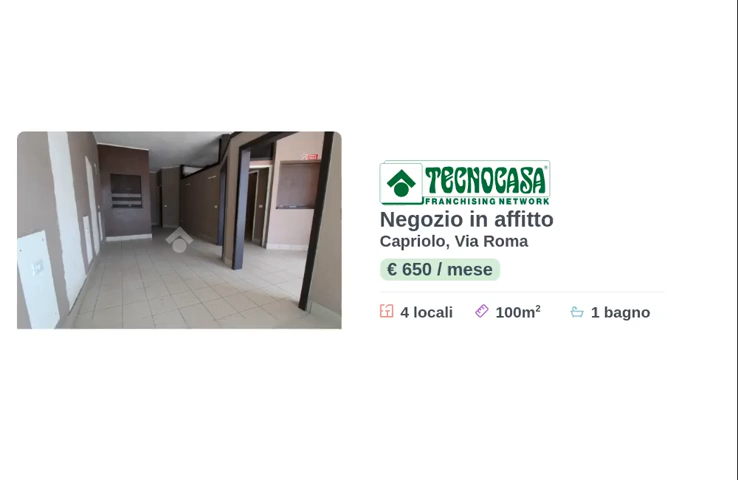 TECNOCASA
FRANCHISING NETWORK
Negozio in affitto
Capriolo, Via Roma
€ 650 / mese
4 locali 100m² 1 bagno